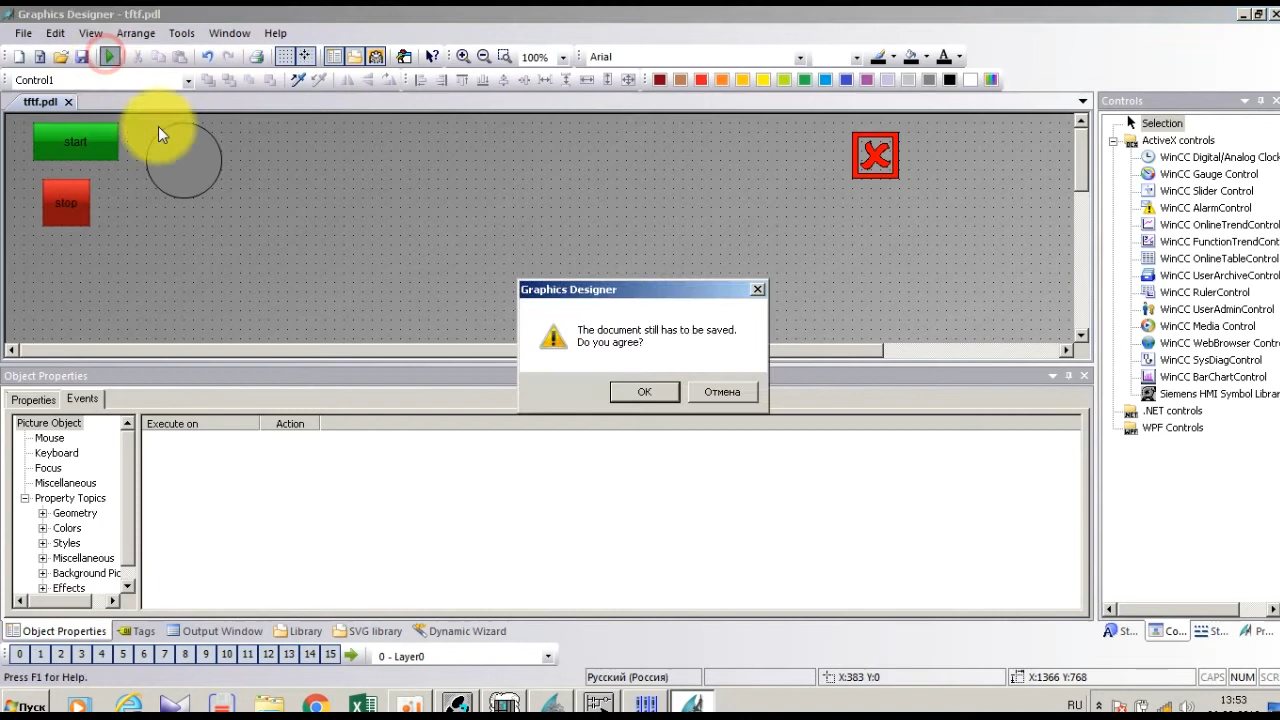 Graphics Designer - tftf.pdl
File Edit View Arrange Tools Window Help
100% Arial
Control1
tftf.pdl
Controls
start
stop
Selection
ActiveX controls
WinCC Digital/Analog Clock
WinCC Gauge Control
WinCC Slider Control
WinCC AlarmControl
WinCC OnlineTrendControl
WinCC FunctionTrendCont
WinCC OnlineTableControl
WinCC UserArchiveControl
WinCC RulerControl
WinCC UserAdminControl
WinCC Media Control
WinCC WebBrowser Contro
WinCC SysDiagControl
WinCC BarChartControl
Siemens HMI Symbol Librar
.NET controls
WPF Controls
Graphics Designer
The document still has to be saved.
Do you agree?
OK Отмена
Object Properties
Properties Events
Picture Object
Mouse
Keyboard
Focus
Miscellaneous
Property Topics
Geometry
Colors
Styles
Miscellaneous
Background Pic
Effects
Execute on Action
Object Properties Tags Output Window Library SVG library Dynamic Wizard
St... Co... St... Pr...
0 1 2 3 4 5 6 7 8 9 10 11 12 13 14 15 0 - Layer0
Press F1 for Help. Русский (Россия) X:383 Y:0 X:1366 Y:768 CAPS NUM SCR
Пуск RU 13:53